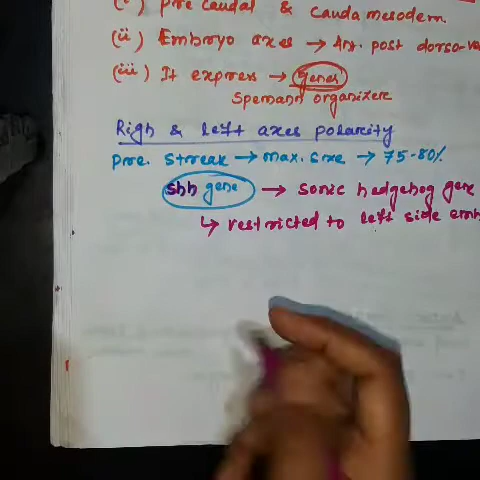 (i) pre caudal & cauda mesoderm
(ii) Embryo axes → Ant. post dorso-
(iii) It express → genes
Spemann organizer
Righ & left axes polarity
pre. streak → max. size → 75-80%
shh gene → sonic hedgehog gene
↳ restricted to left side